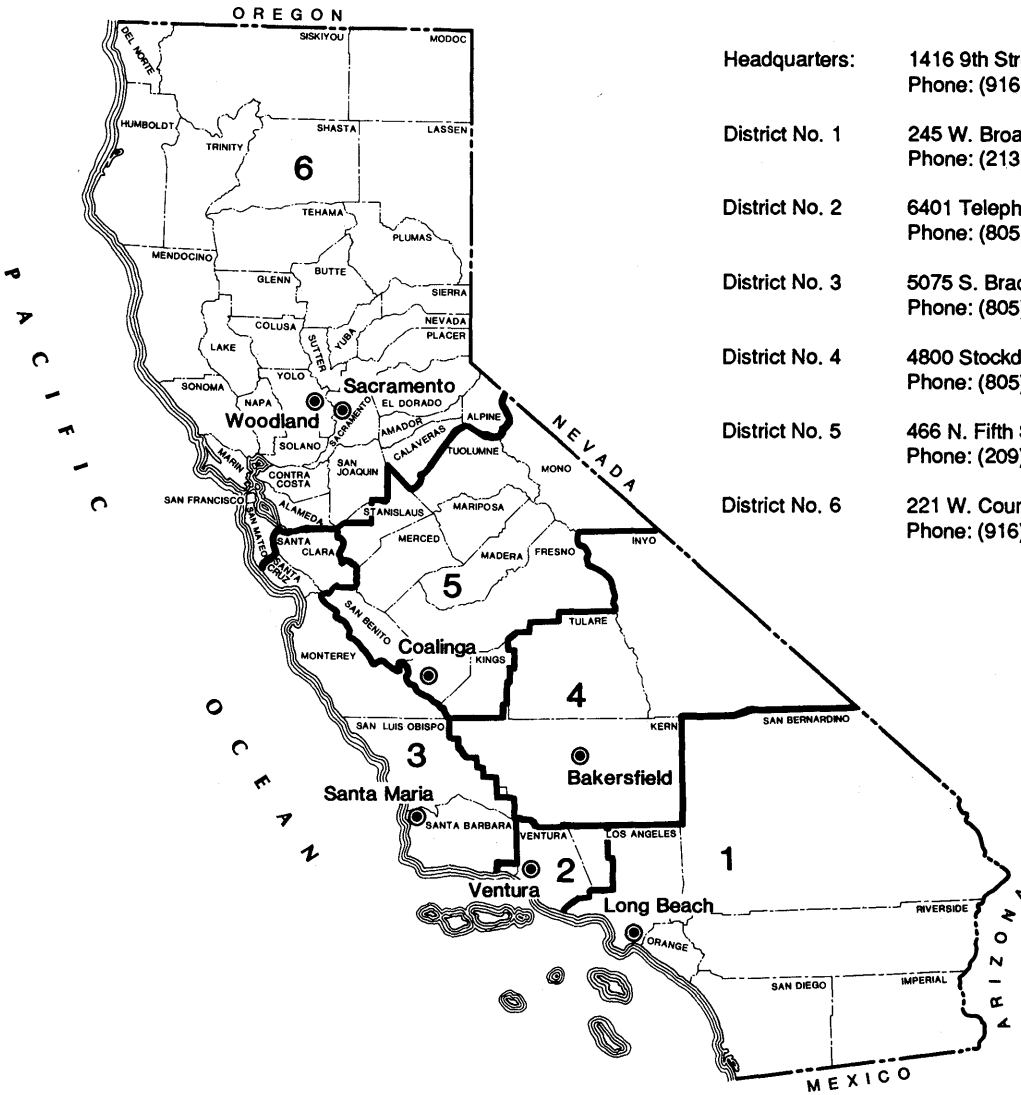 OREGON
DEL NORTE
SISKIYOU
MODOC
HUMBOLDT
TRINITY
SHASTA
LASSEN
6
TEHAMA
PLUMAS
MENDOCINO
GLENN
BUTTE
SIERRA
COLUSA
SUTTER
YUBA
NEVADA
PLACER
LAKE
SONOMA
NAPA
YOLO
Sacramento
Woodland
SACRAMENTO
EL DORADO
SOLANO
AMADOR
ALPINE
CALAVERAS
NEVADA
MARIN
CONTRA
COSTA
SAN
JOAQUIN
TUOLUMNE
MONO
SAN FRANCISCO
ALAMEDA
STANISLAUS
MARIPOSA
SAN MATEO
SANTA
CLARA
MERCED
MADERA
FRESNO
INYO
SANTA
CRUZ
5
SAN BENITO
TULARE
MONTEREY
Coalinga
KINGS
4
SAN LUIS OBISPO
KERN
SAN BERNARDINO
3
Bakersfield
Santa Maria
SANTA BARBARA
VENTURA
LOS ANGELES
2
1
Ventura
Long Beach
ORANGE
RIVERSIDE
SAN DIEGO
IMPERIAL
ARIZONA
MEXICO
PACIFIC
OCEAN
Headquarters: 1416 9th Str
Phone: (916
District No. 1 245 W. Broa
Phone: (213
District No. 2 6401 Teleph
Phone: (805
District No. 3 5075 S. Brad
Phone: (805)
District No. 4 4800 Stockd
Phone: (805)
District No. 5 466 N. Fifth S
Phone: (209)
District No. 6 221 W. Cour
Phone: (916)